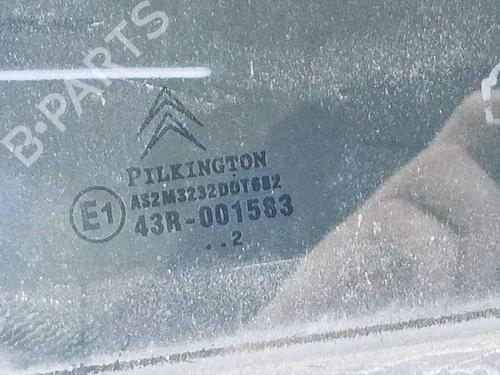 B-PARTS
PILKINGTON
AS2M3232DOT682
E1
43R-001583
..2